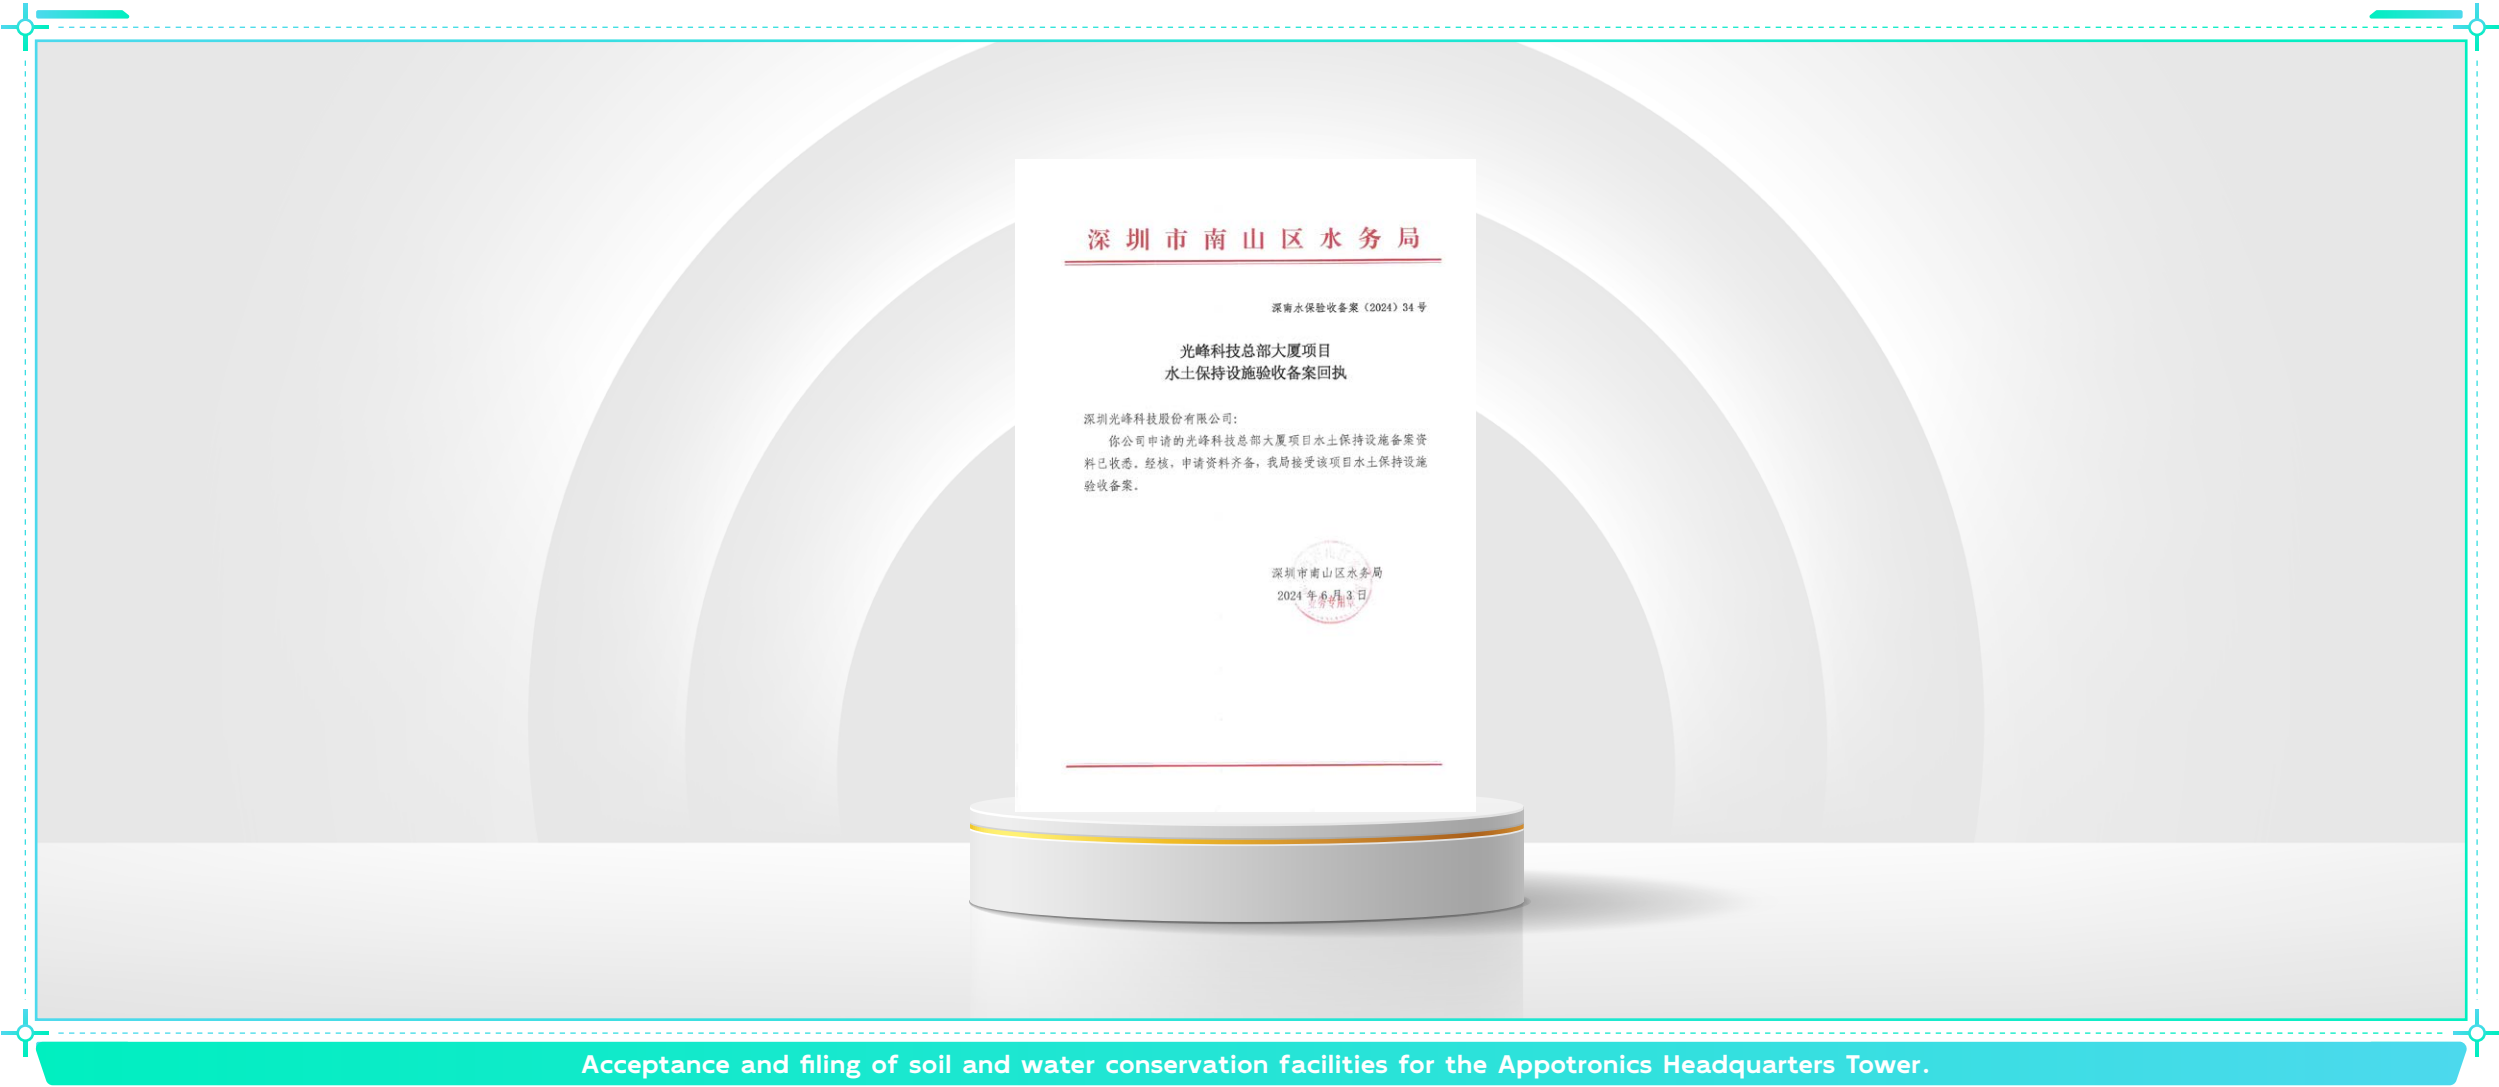 深圳市南山区水务局
深南水保验收备案（2024）34 号
光峰科技总部大厦项目
水土保持设施验收备案回执
深圳光峰科技股份有限公司：
你公司申请的光峰科技总部大厦项目水土保持设施备案资
料已收悉。经核，申请资料齐备，我局接受该项目水土保持设施
验收备案。
深圳市南山区水务局
2024 年 6 月 3 日
业务专用章
Acceptance and filing of soil and water conservation facilities for the Appotronics Headquarters Tower.